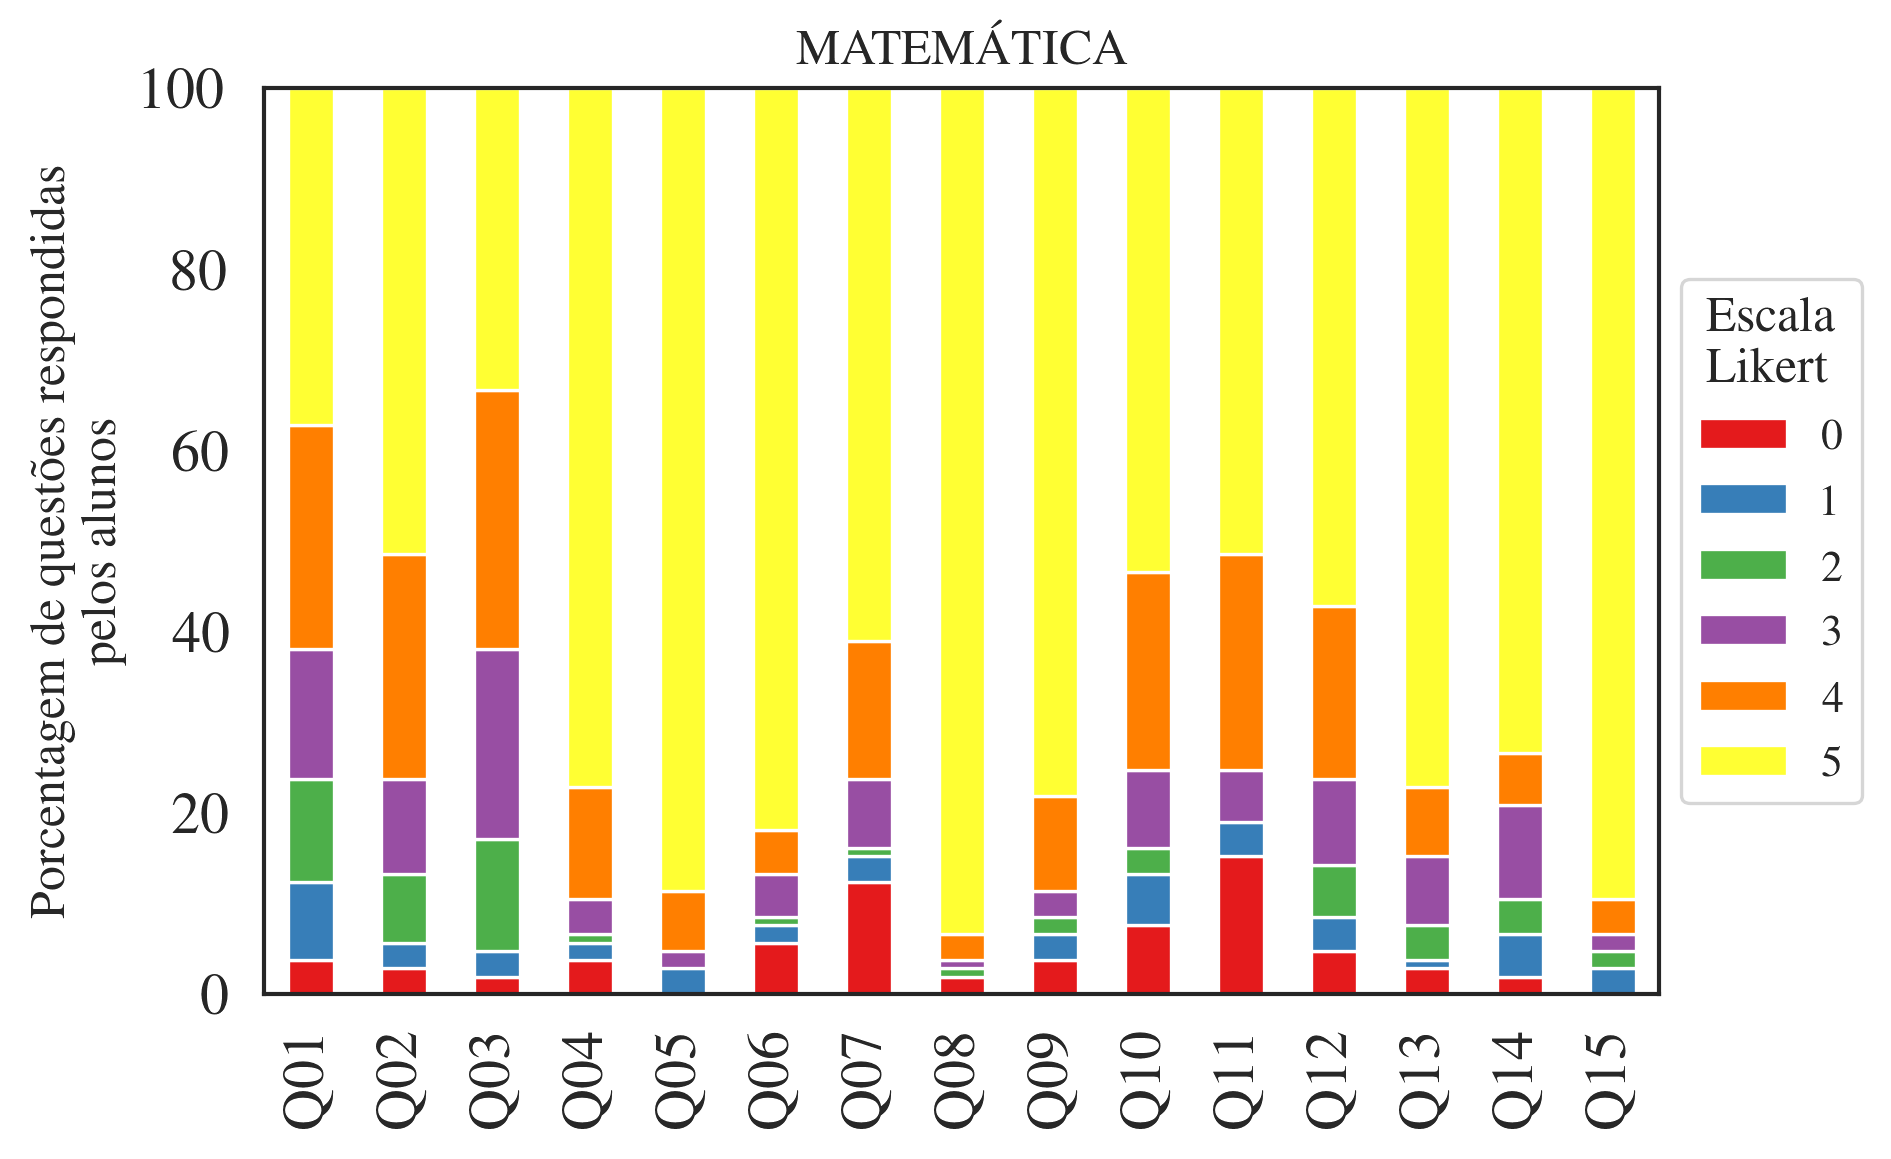 MATEMÁTICA
Porcentagem de questões respondidas
pelos alunos
100
80
60
40
20
0
Q01
Q02
Q03
Q04
Q05
Q06
Q07
Q08
Q09
Q10
Q11
Q12
Q13
Q14
Q15
Escala
Likert
0
1
2
3
4
5